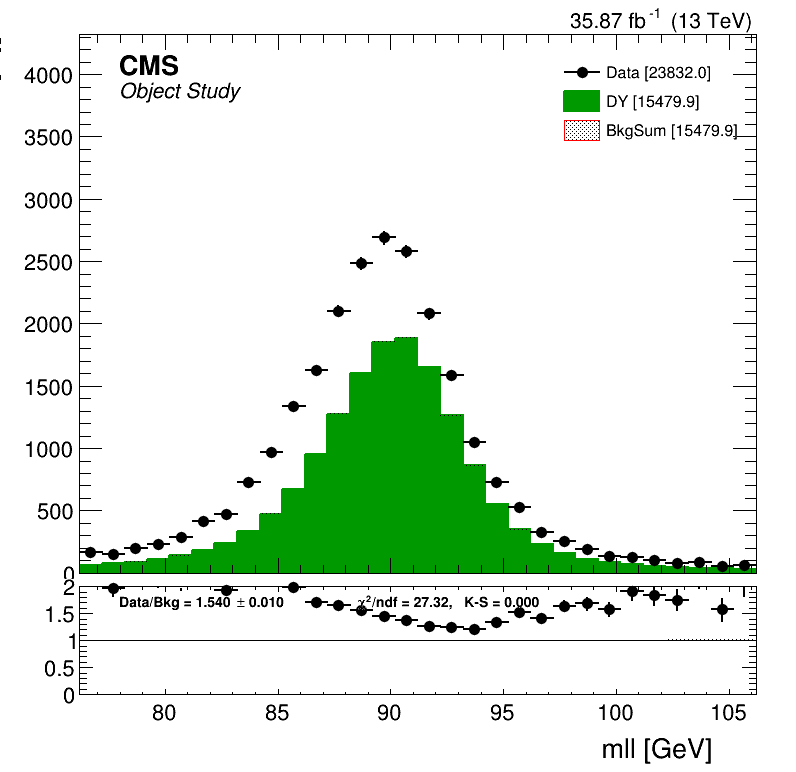 35.87 fb⁻¹ (13 TeV)
CMS
Object Study
Data [23832.0]
DY [15479.9]
BkgSum [15479.9]
4000
3500
3000
2500
2000
1500
1000
500
0
Data/Bkg = 1.540 ± 0.010 χ²/ndf = 27.32, K-S = 0.000
2
1.5
1
0.5
0
80 85 90 95 100 105
mll [GeV]